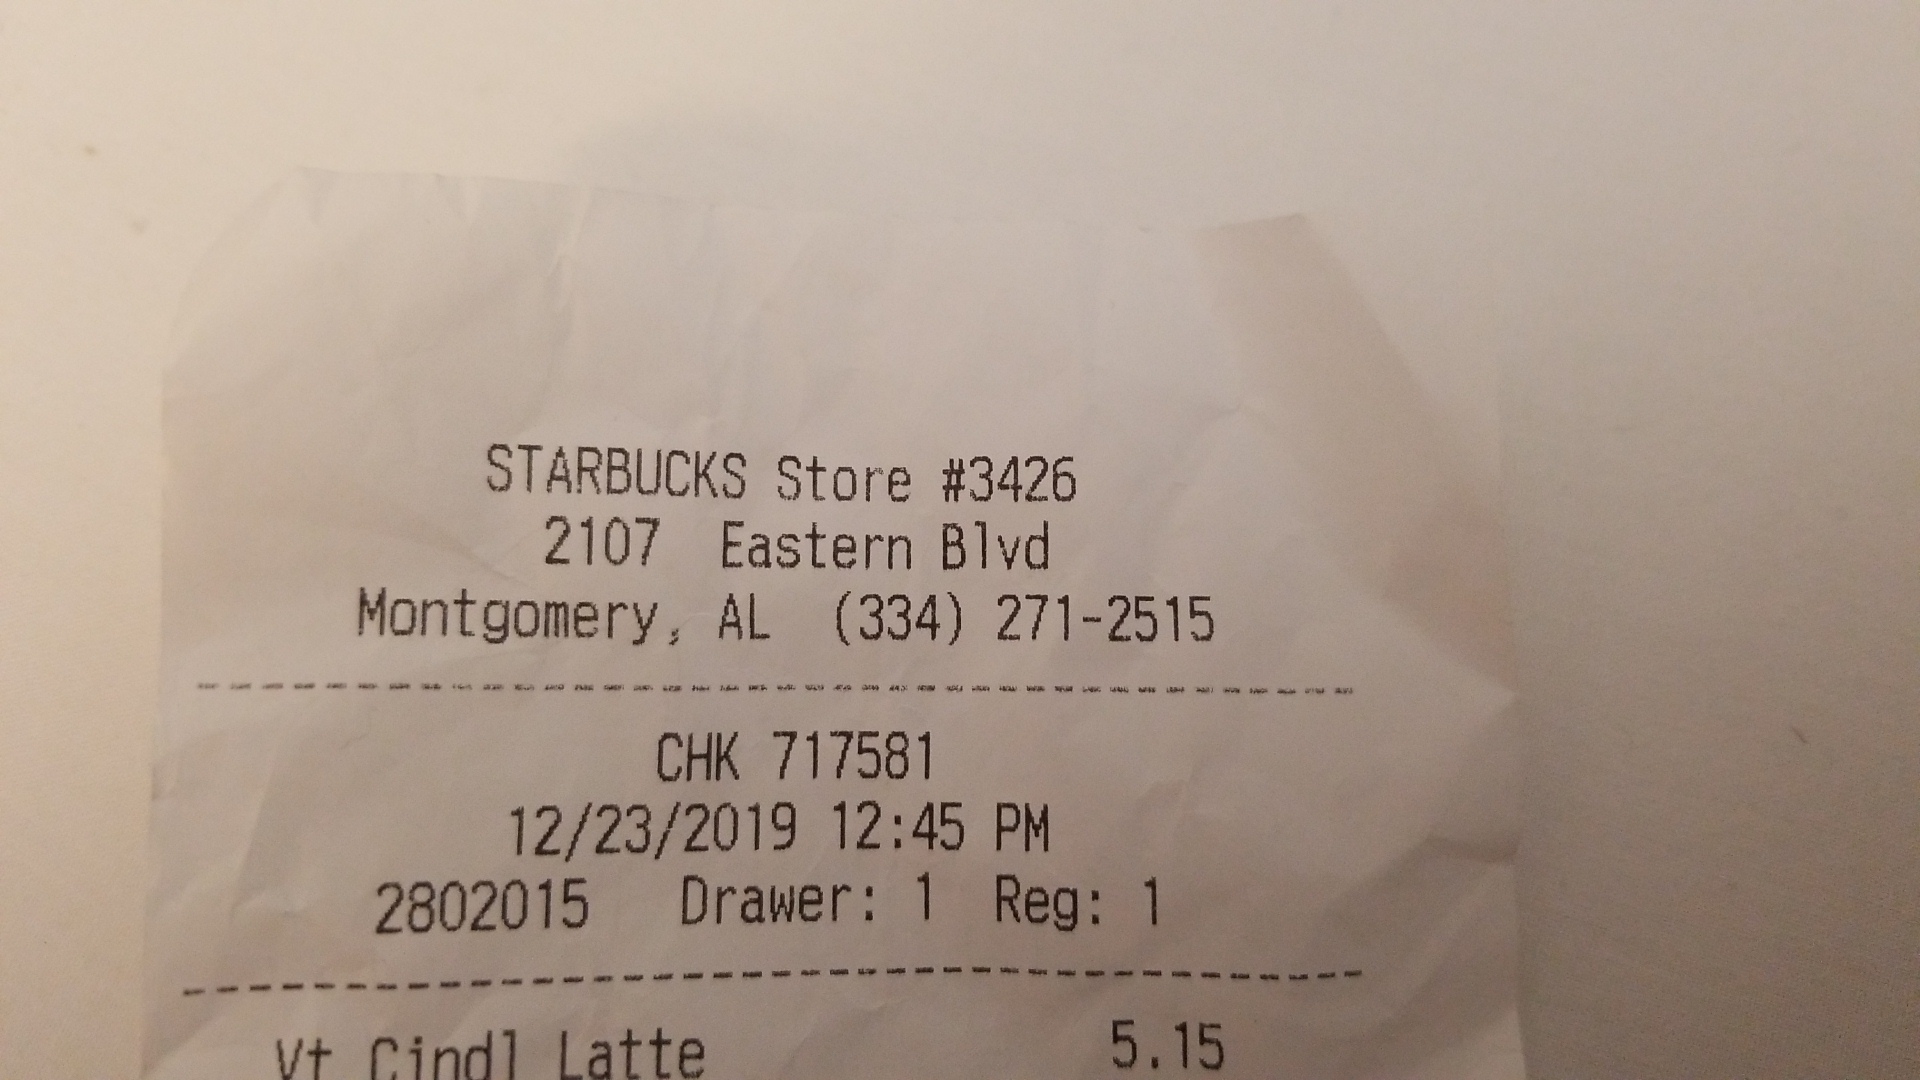 STARBUCKS Store #3426
2107 Eastern Blvd
Montgomery, AL (334) 271-2515
CHK 717581
12/23/2019 12:45 PM
2802015 Drawer: 1 Reg: 1
Vt Cindl Latte 5.15